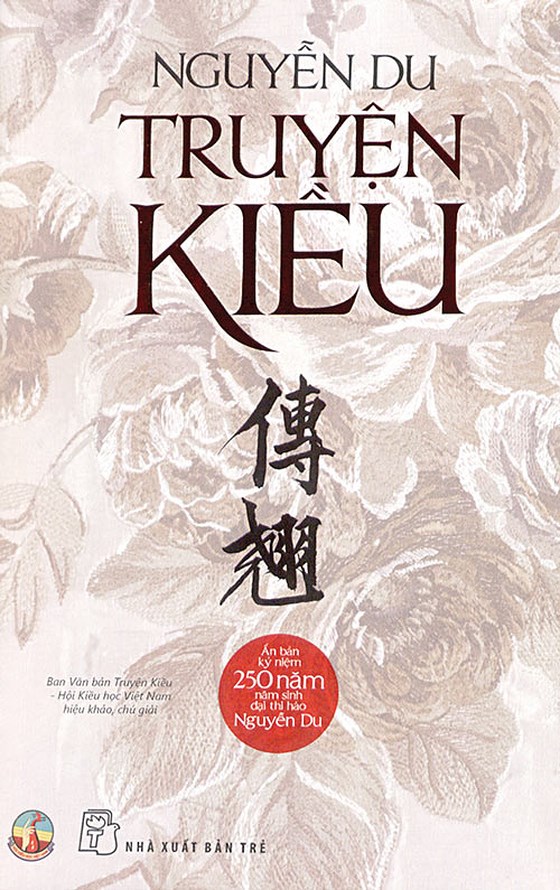 NGUYỄN DU
TRUYỆN
KIỀU
傳
翹
Ấn bản
kỷ niệm
250 năm
năm sinh
đại thi hào
Nguyễn Du
Ban Văn bản Truyện Kiều
- Hội Kiều học Việt Nam
hiệu khảo, chú giải
NHÀ XUẤT BẢN TRẺ